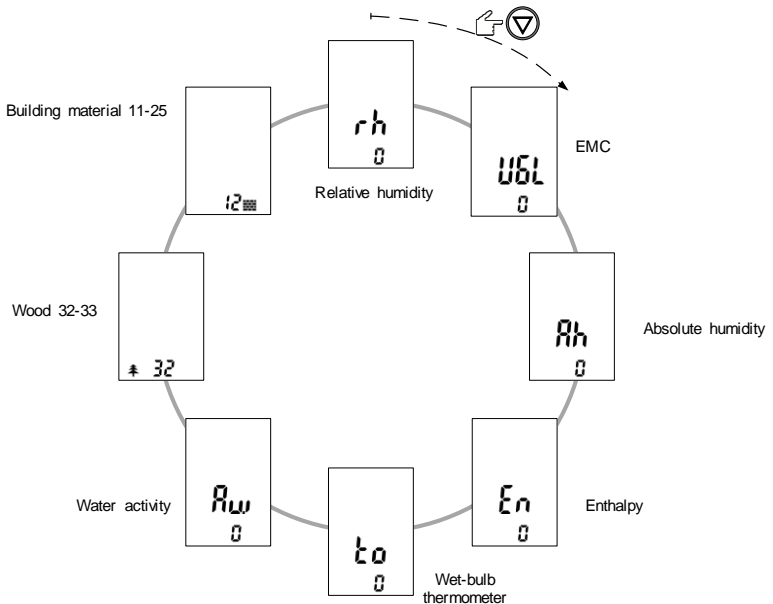 Building material 11-25
12
rh
0
Relative humidity
UGL
0
EMC
Wood 32-33
32
Ah
0
Absolute humidity
Water activity
Aw
0
En
0
Enthalpy
to
0
Wet-bulb
thermometer